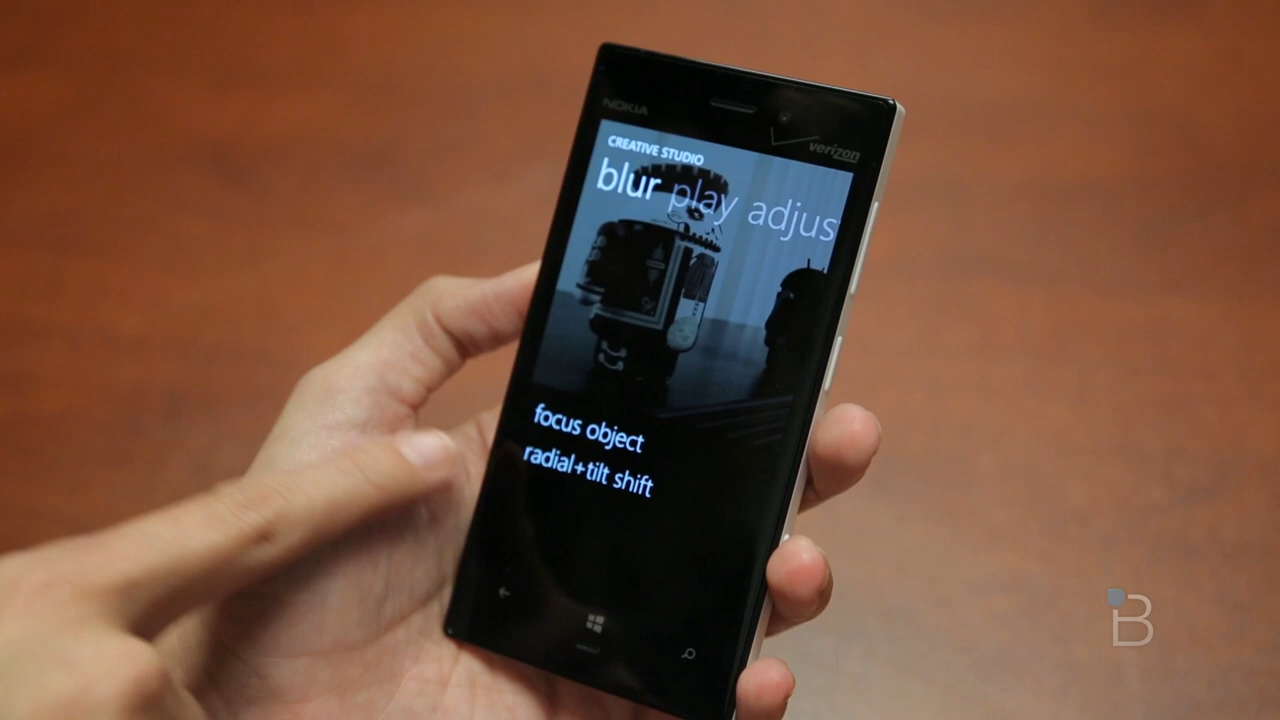 NOKIA
verizon
CREATIVE STUDIO
blur play adjus
focus object
radial+tilt shift
B